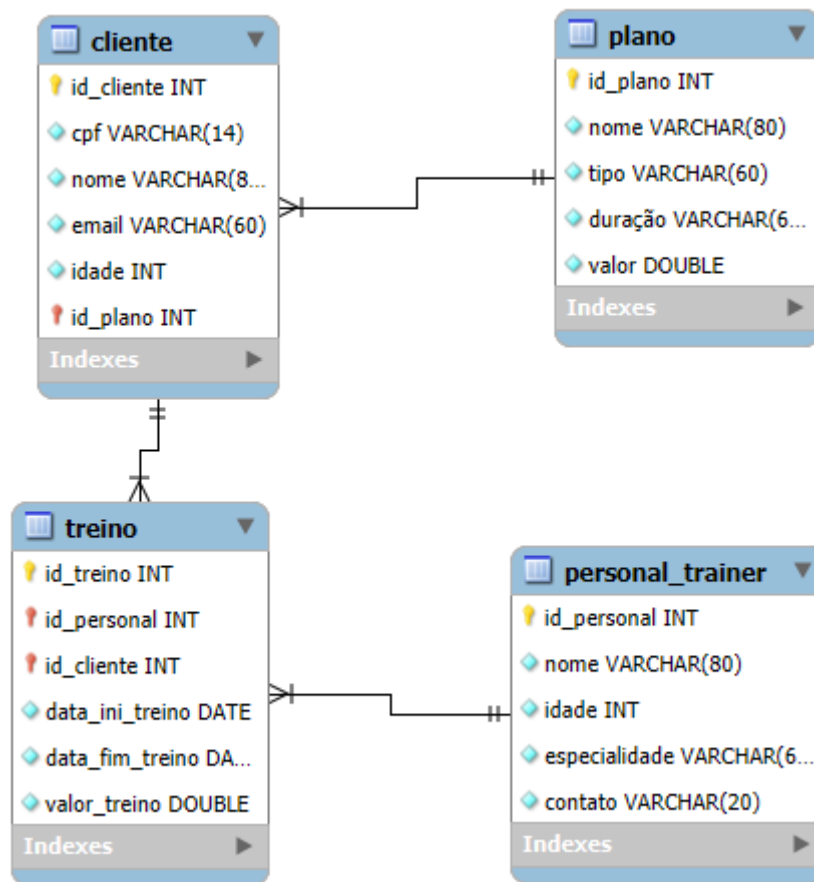 cliente
id_cliente INT
cpf VARCHAR(14)
nome VARCHAR(8...
email VARCHAR(60)
idade INT
id_plano INT
Indexes
plano
id_plano INT
nome VARCHAR(80)
tipo VARCHAR(60)
duração VARCHAR(6...
valor DOUBLE
Indexes
treino
id_treino INT
id_personal INT
id_cliente INT
data_ini_treino DATE
data_fim_treino DA...
valor_treino DOUBLE
Indexes
personal_trainer
id_personal INT
nome VARCHAR(80)
idade INT
especialidade VARCHAR(6...
contato VARCHAR(20)
Indexes